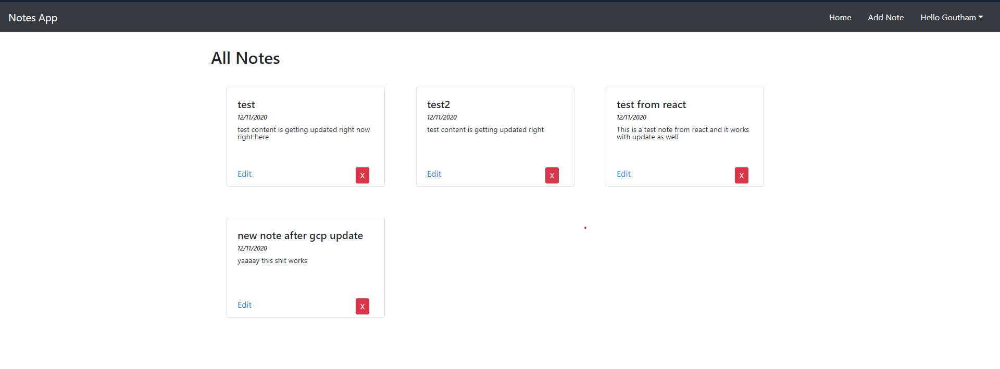 Notes App Home Add Note Hello Goutham
All Notes
test
12/11/2020
test content is getting updated right now
right here
Edit X
test2
12/11/2020
test content is getting updated right
Edit X
test from react
12/11/2020
This is a test note from react and it works
with update as well
Edit X
new note after gcp update
12/11/2020
yaaaay this shit works
Edit X